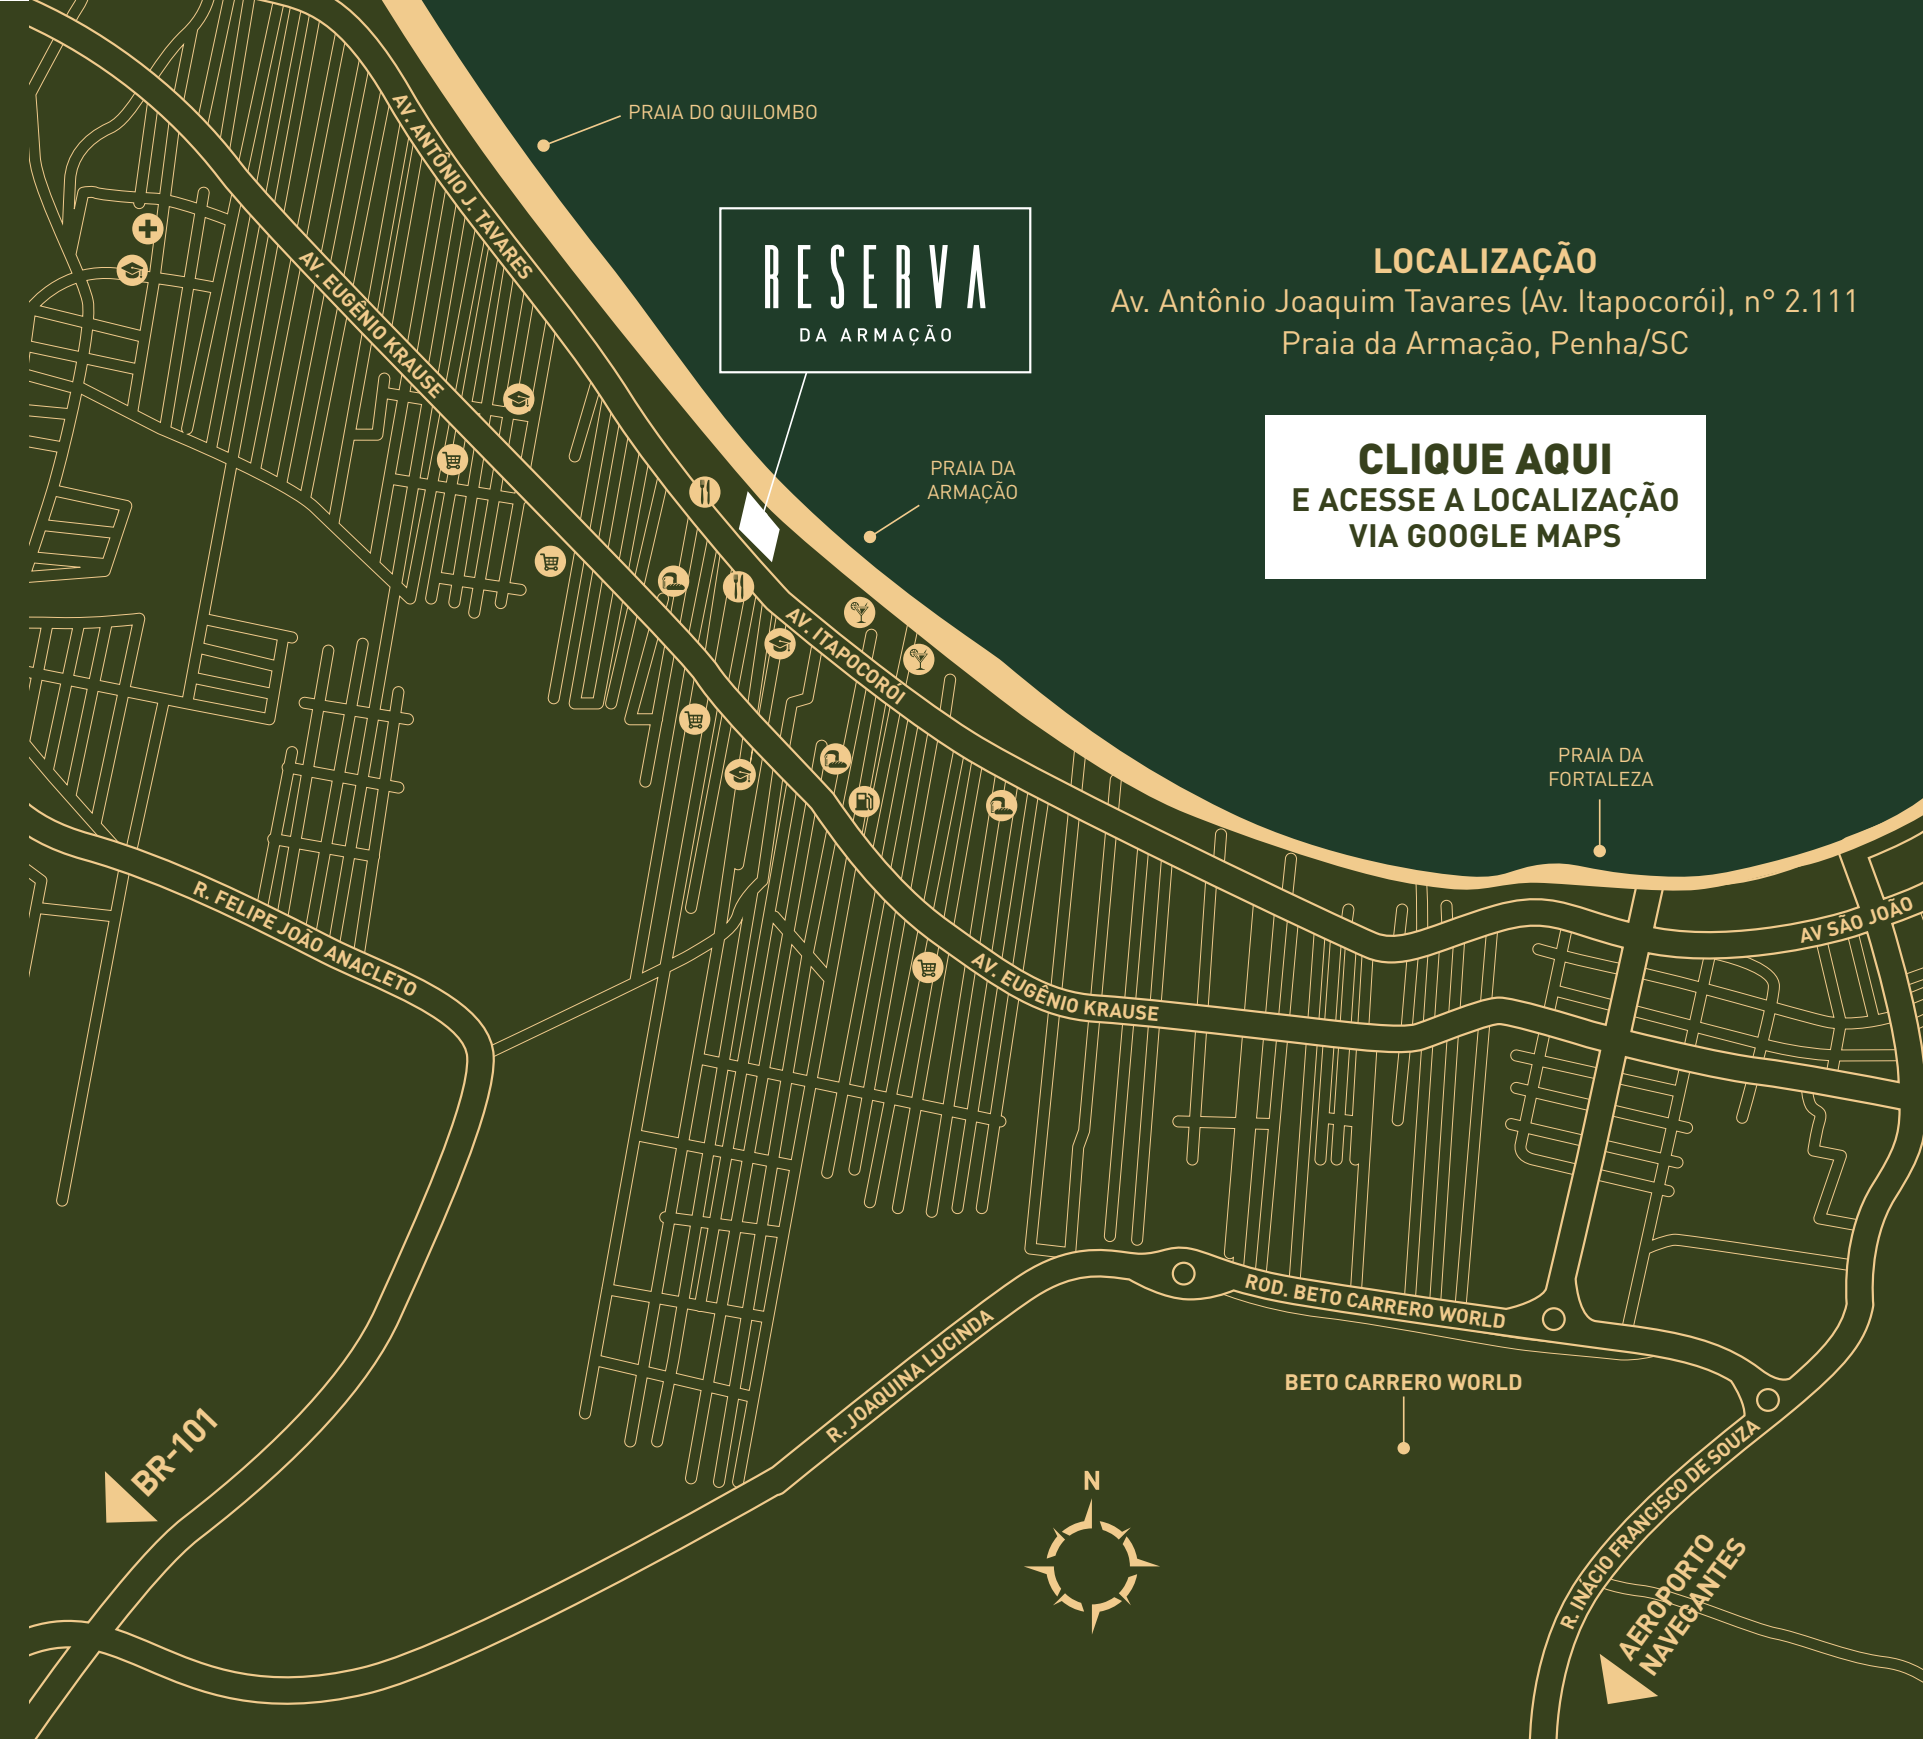 PRAIA DO QUILOMBO
AV. ANTÔNIO J. TAVARES
AV. EUGÊNIO KRAUSE
RESERVA
DA ARMAÇÃO
LOCALIZAÇÃO
Av. Antônio Joaquim Tavares (Av. Itapocorói), n° 2.111
Praia da Armação, Penha/SC
CLIQUE AQUI
E ACESSE A LOCALIZAÇÃO
VIA GOOGLE MAPS
PRAIA DA
ARMAÇÃO
AV. ITAPOCORÓI
PRAIA DA
FORTALEZA
AV SÃO JOÃO
R. FELIPE JOÃO ANACLETO
AV. EUGÊNIO KRAUSE
ROD. BETO CARRERO WORLD
R. JOAQUINA LUCINDA
BETO CARRERO WORLD
BR-101
N
R. INÁCIO FRANCISCO DE SOUZA
AEROPORTO
NAVEGANTES